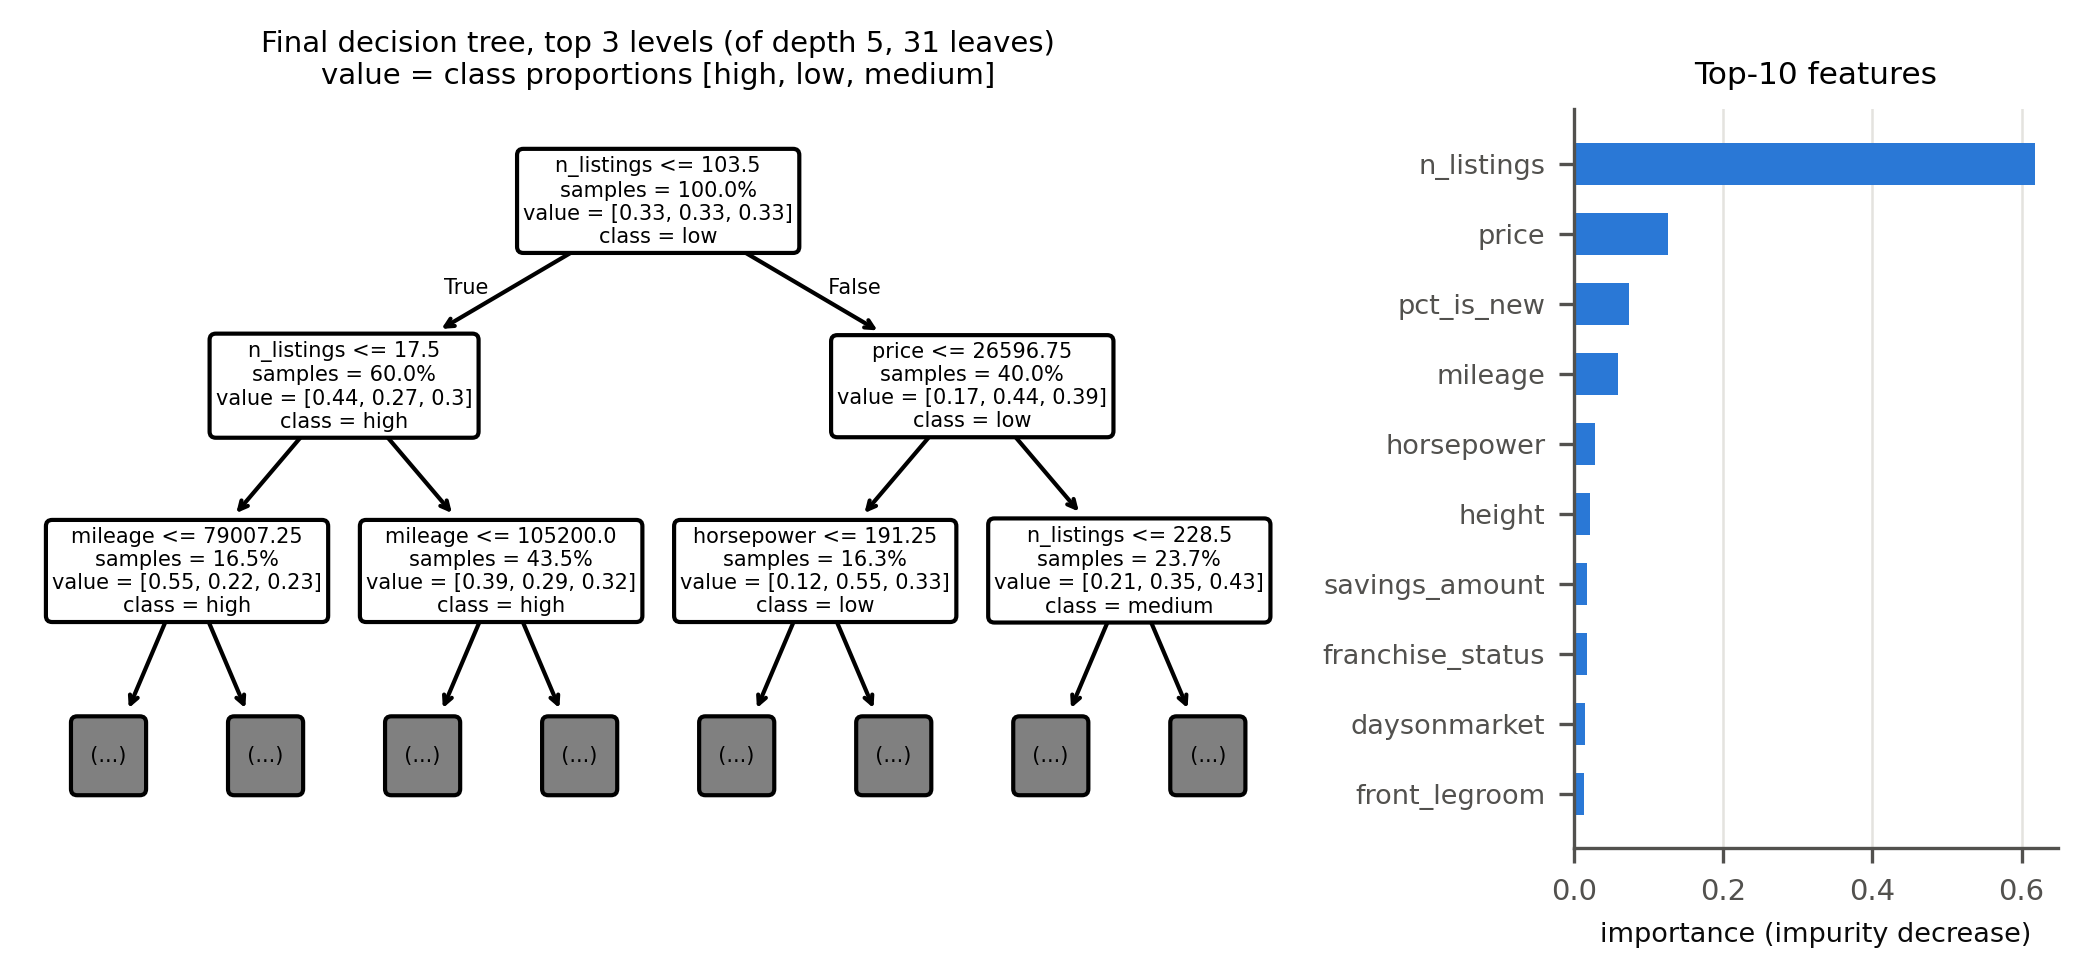 Final decision tree, top 3 levels (of depth 5, 31 leaves)
value = class proportions [high, low, medium]
n_listings <= 103.5
samples = 100.0%
value = [0.33, 0.33, 0.33]
class = low
True
False
n_listings <= 17.5
samples = 60.0%
value = [0.44, 0.27, 0.3]
class = high
price <= 26596.75
samples = 40.0%
value = [0.17, 0.44, 0.39]
class = low
mileage <= 79007.25
samples = 16.5%
value = [0.55, 0.22, 0.23]
class = high
mileage <= 105200.0
samples = 43.5%
value = [0.39, 0.29, 0.32]
class = high
horsepower <= 191.25
samples = 16.3%
value = [0.12, 0.55, 0.33]
class = low
n_listings <= 228.5
samples = 23.7%
value = [0.21, 0.35, 0.43]
class = medium
(...)
(...)
(...)
(...)
(...)
(...)
(...)
(...)
Top-10 features
n_listings
price
pct_is_new
mileage
horsepower
height
savings_amount
franchise_status
daysonmarket
front_legroom
0.0
0.2
0.4
0.6
importance (impurity decrease)